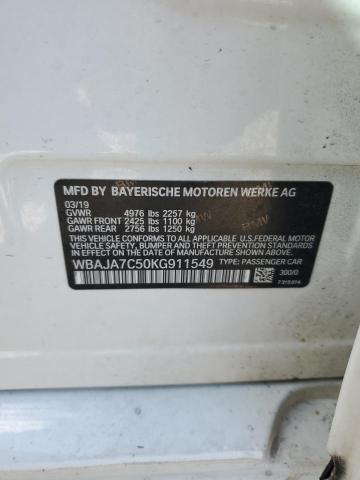 MFD BY BAYERISCHE MOTOREN WERKE AG
03/19
GVWR 4976 lbs 2257 kg
GAWR FRONT 2425 lbs 1100 kg
GAWR REAR 2756 lbs 1250 kg
THIS VEHICLE CONFORMS TO ALL APPLICABLE U.S. FEDERAL MOTOR
VEHICLE SAFETY, BUMPER, AND THEFT PREVENTION STANDARDS
IN EFFECT ON THE DATE OF MANUFACTURE SHOWN ABOVE.
WBAJA7C50KG911549 TYPE: PASSENGER CAR
300/0
BMW
BMW